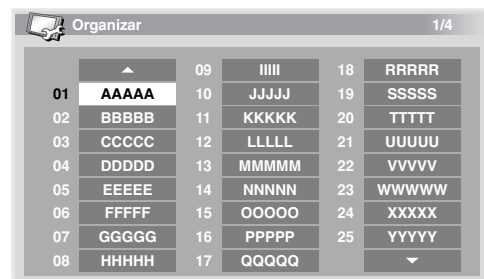 Organizar 1/4
01 AAAAA
02 BBBBB
03 CCCCC
04 DDDDD
05 EEEEE
06 FFFFF
07 GGGGG
08 HHHHH
09 IIIII
10 JJJJJ
11 KKKKK
12 LLLLL
13 MMMMM
14 NNNNN
15 OOOOO
16 PPPPP
17 QQQQQ
18 RRRRR
19 SSSSS
20 TTTTT
21 UUUUU
22 VVVVV
23 WWWWW
24 XXXXX
25 YYYYY